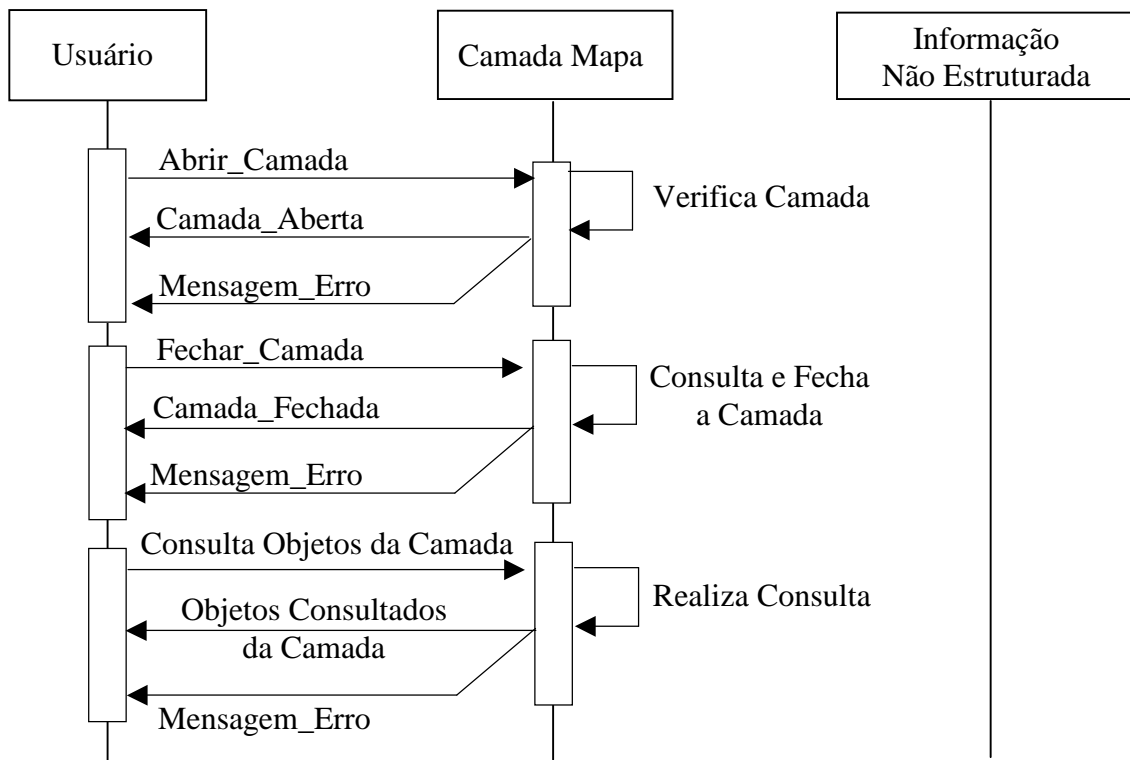 Usuário
Camada Mapa
Informação
Não Estruturada
Abrir_Camada
Verifica Camada
Camada_Aberta
Mensagem_Erro
Fechar_Camada
Consulta e Fecha
a Camada
Camada_Fechada
Mensagem_Erro
Consulta Objetos da Camada
Realiza Consulta
Objetos Consultados
da Camada
Mensagem_Erro